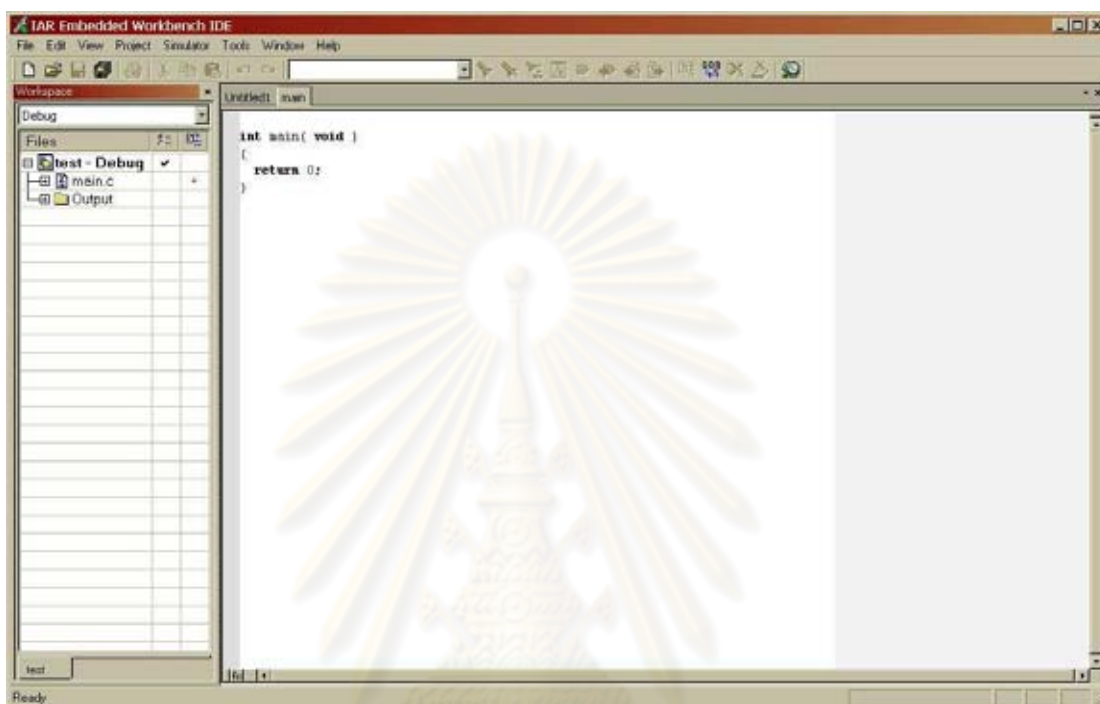 IAR Embedded Workbench IDE
File Edit View Project Simulator Tools Window Help
Workspace
Debug
Files
test - Debug
main.c
Output
test
Untitled1 main
int main( void )
{
return 0;
}
Ready